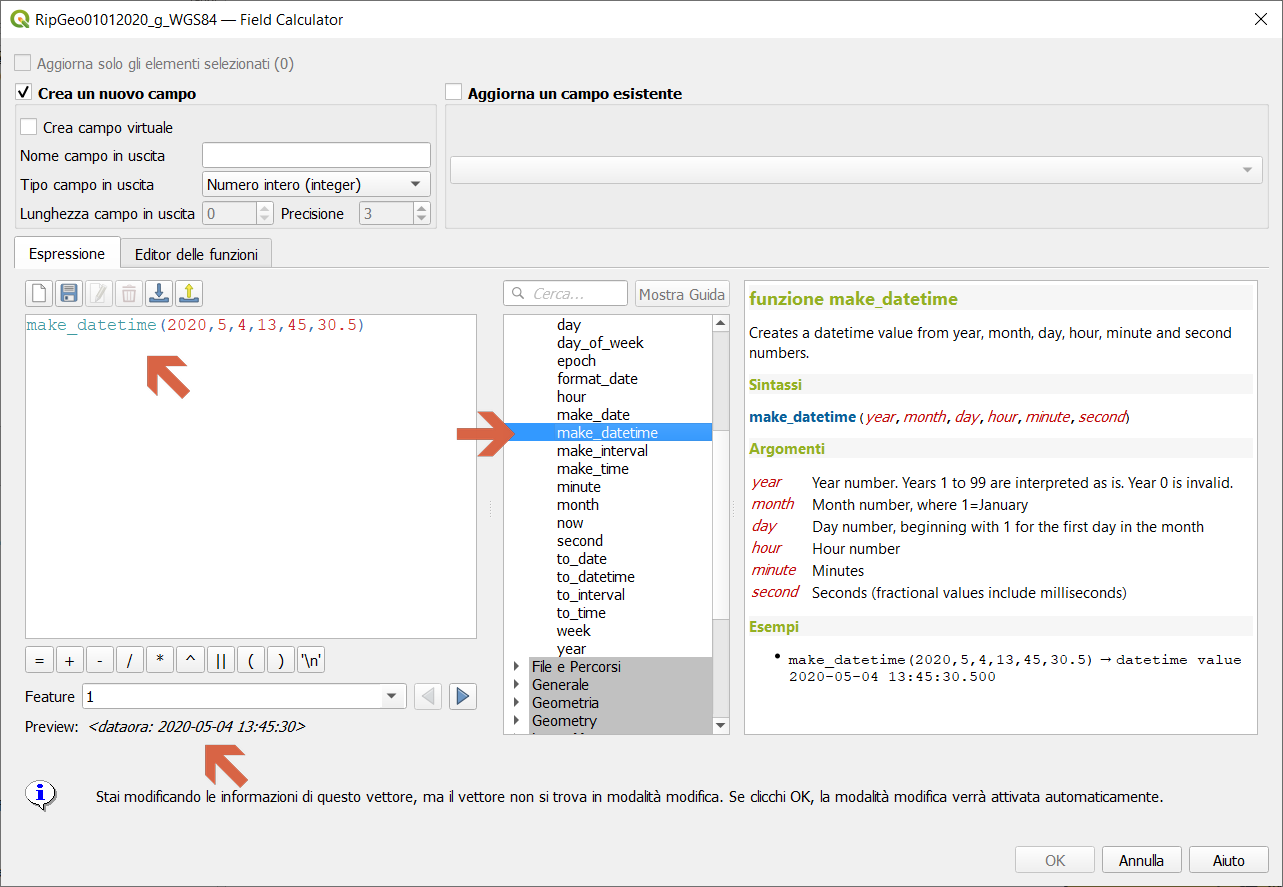 RipGeo01012020_g_WGS84 — Field Calculator
Aggiorna solo gli elementi selezionati (0)
Crea un nuovo campo
Aggiorna un campo esistente
Crea campo virtuale
Nome campo in uscita
Tipo campo in uscita
Numero intero (integer)
Lunghezza campo in uscita
0
Precisione
3
Espressione
Editor delle funzioni
make_datetime(2020,5,4,13,45,30.5)
= + - / * ^ || ( ) '\n'
Feature
1
Preview: <dataora: 2020-05-04 13:45:30>
Cerca...
Mostra Guida
day
day_of_week
epoch
format_date
hour
make_date
make_datetime
make_interval
make_time
minute
month
now
second
to_date
to_datetime
to_interval
to_time
week
year
File e Percorsi
Generale
Geometria
Geometry
funzione make_datetime
Creates a datetime value from year, month, day, hour, minute and second
numbers.
Sintassi
make_datetime (year, month, day, hour, minute, second)
Argomenti
year Year number. Years 1 to 99 are interpreted as is. Year 0 is invalid.
month Month number, where 1=January
day Day number, beginning with 1 for the first day in the month
hour Hour number
minute Minutes
second Seconds (fractional values include milliseconds)
Esempi
• make_datetime(2020,5,4,13,45,30.5) → datetime value
2020-05-04 13:45:30.500
Stai modificando le informazioni di questo vettore, ma il vettore non si trova in modalità modifica. Se clicchi OK, la modalità modifica verrà attivata automaticamente.
OK
Annulla
Aiuto